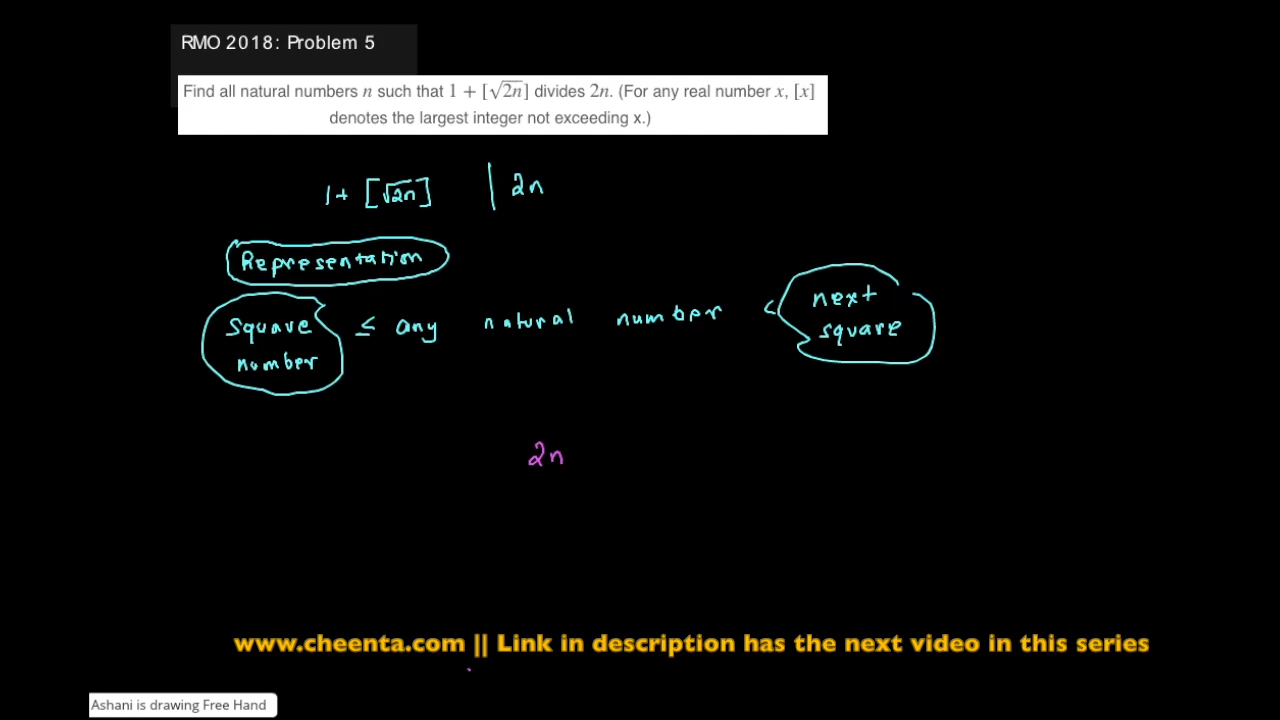 RMO 2018: Problem 5
Find all natural numbers n such that 1 + [√2n] divides 2n. (For any real number x, [x]
denotes the largest integer not exceeding x.)
1+ [√2n] | 2n
Representation
Square number ≤ any natural number < next square
2n
www.cheenta.com || Link in description has the next video in this series
Ashani is drawing Free Hand